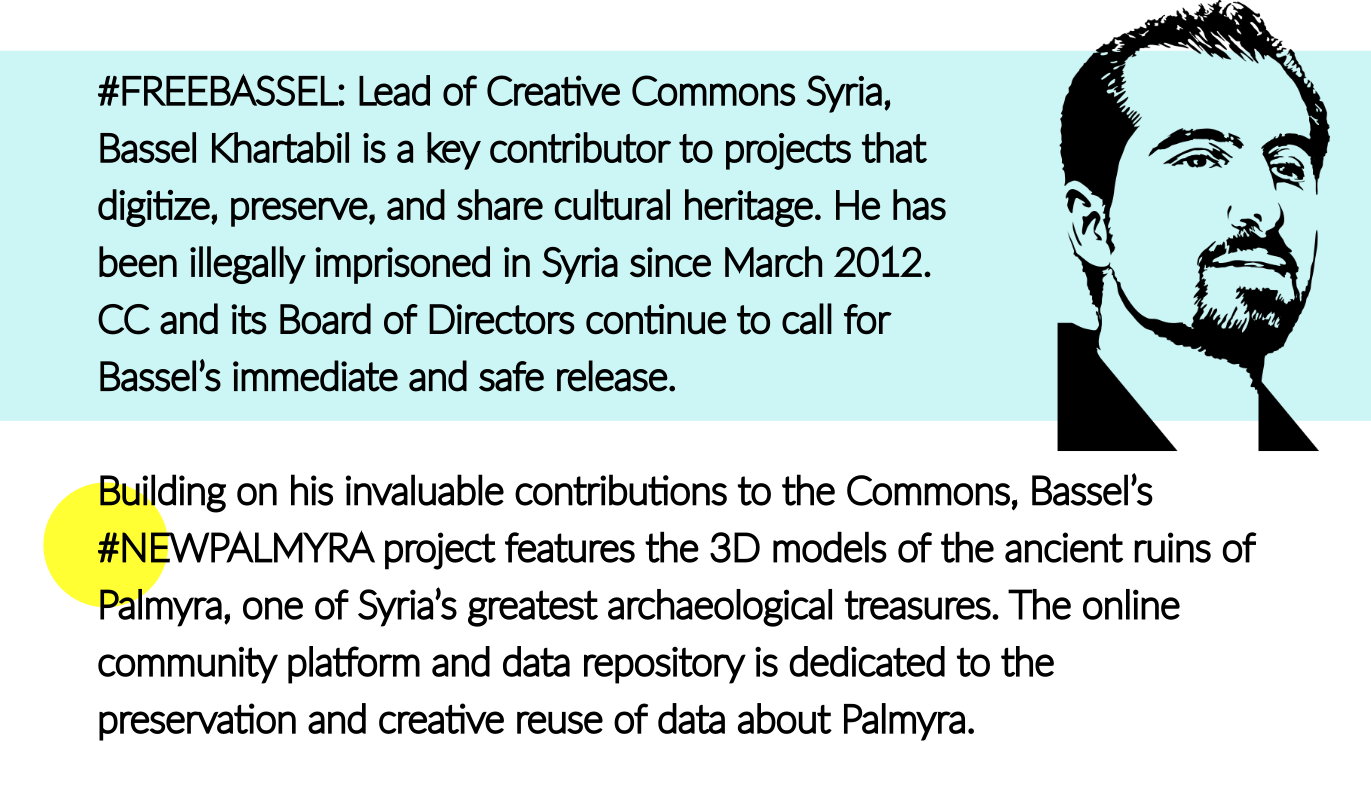 #FREEBASSEL: Lead of Creative Commons Syria,
Bassel Khartabil is a key contributor to projects that
digitize, preserve, and share cultural heritage. He has
been illegally imprisoned in Syria since March 2012.
CC and its Board of Directors continue to call for
Bassel’s immediate and safe release.
Building on his invaluable contributions to the Commons, Bassel’s
#NEWPALMYRA project features the 3D models of the ancient ruins of
Palmyra, one of Syria’s greatest archaeological treasures. The online
community platform and data repository is dedicated to the
preservation and creative reuse of data about Palmyra.